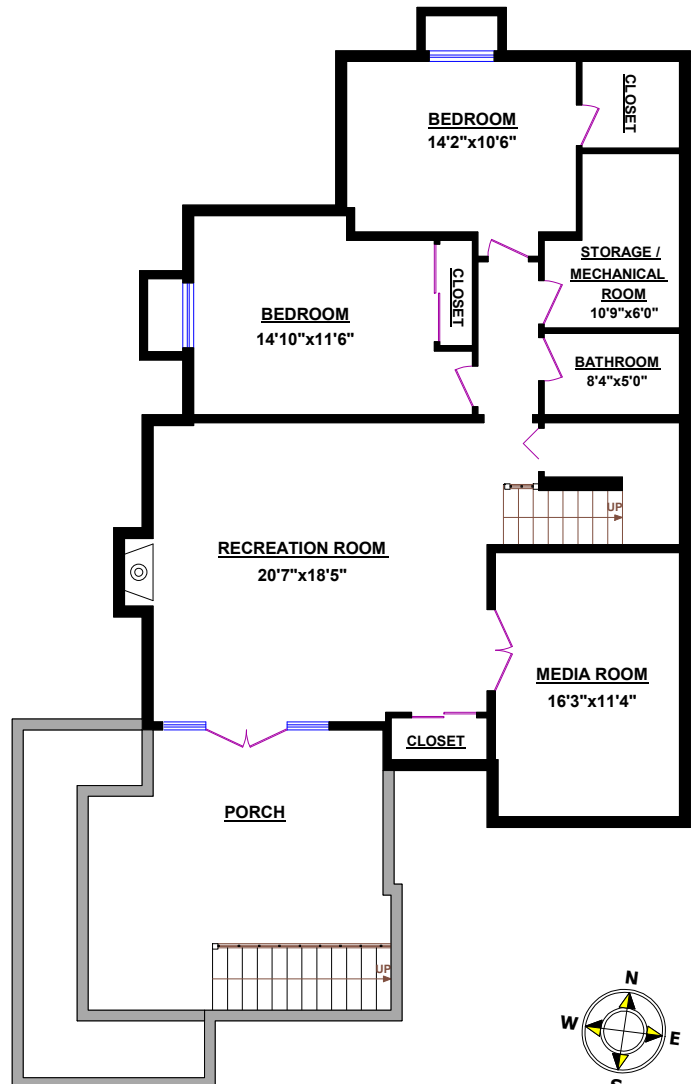 CLOSET
BEDROOM
14'2"x10'6"
STORAGE /
MECHANICAL
ROOM
10'9"x6'0"
CLOSET
BEDROOM
14'10"x11'6"
BATHROOM
8'4"x5'0"
UP
RECREATION ROOM
20'7"x18'5"
MEDIA ROOM
16'3"x11'4"
CLOSET
PORCH
UP
N
W
E
S